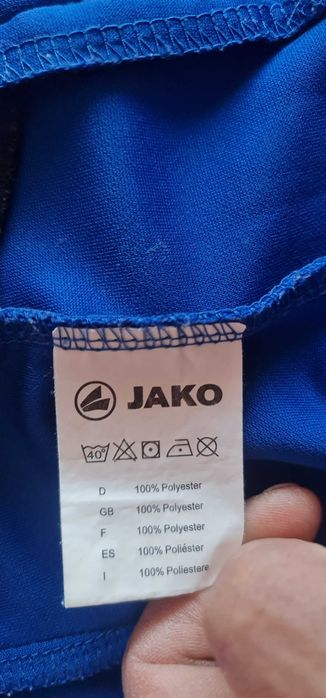 JAKO
40°
D 100% Polyester
GB 100% Polyester
F 100% Polyester
ES 100% Poliéster
I 100% Poliestere